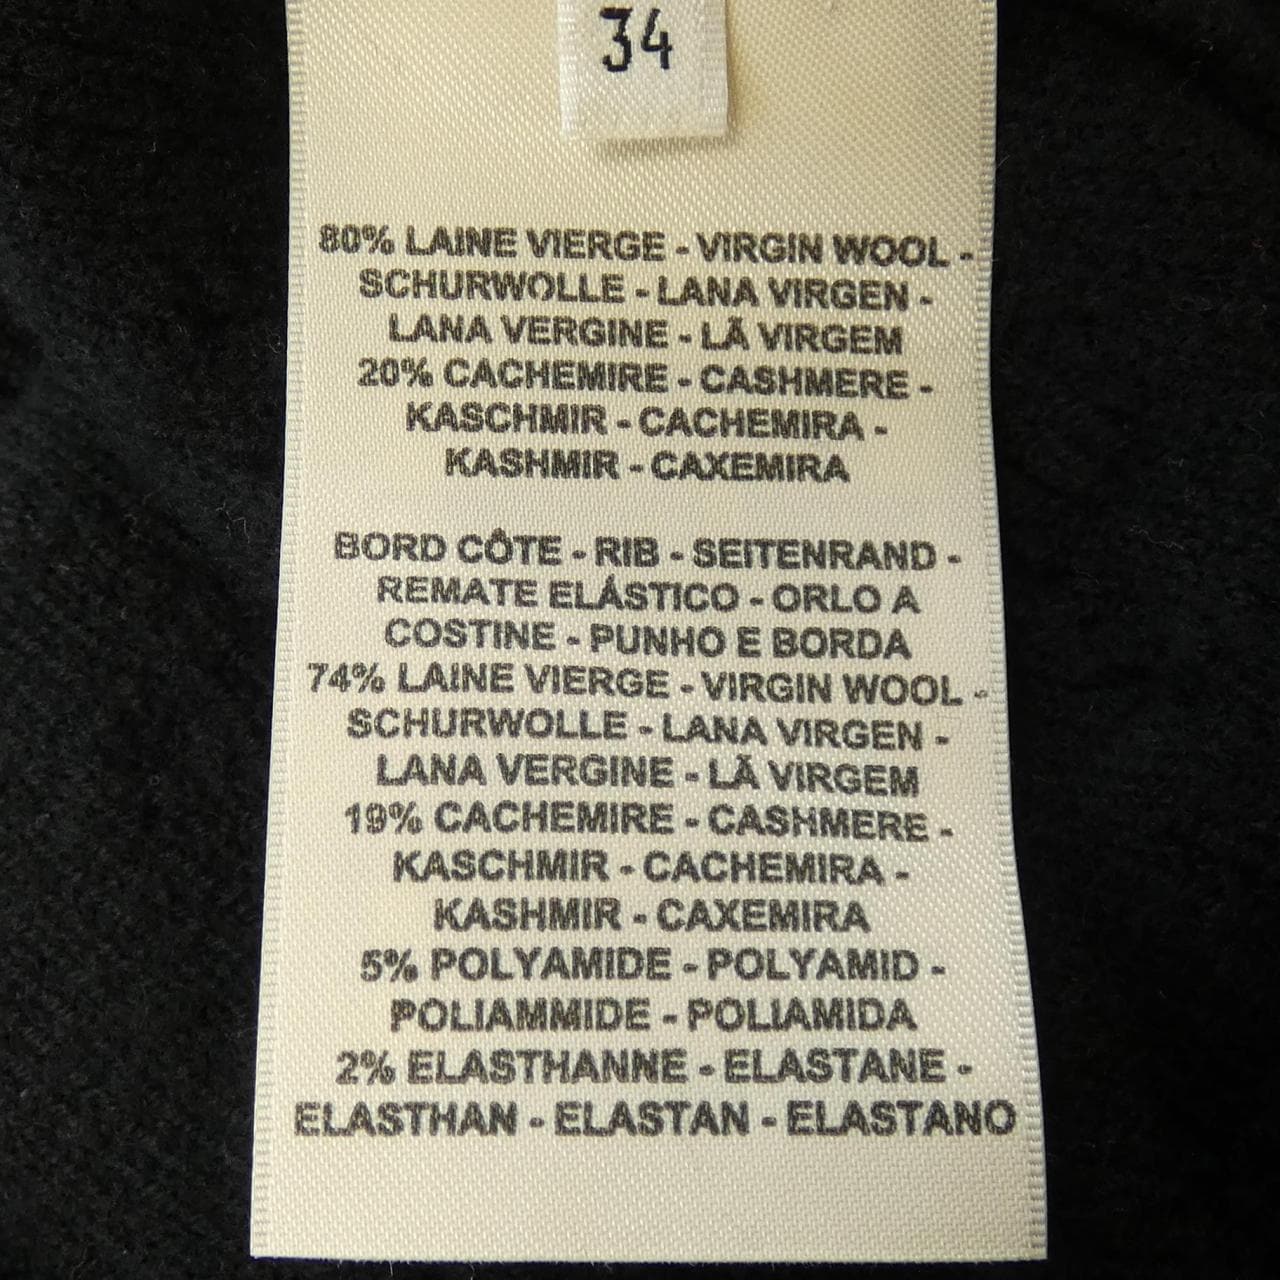 34
80% LAINE VIERGE - VIRGIN WOOL -
SCHURWOLLE - LANA VIRGEN -
LANA VERGINE - LÃ VIRGEM
20% CACHEMIRE - CASHMERE -
KASCHMIR - CACHEMIRA -
KASHMIR - CAXEMIRA
BORD CÔTE - RIB - SEITENRAND -
REMATE ELÁSTICO - ORLO A
COSTINE - PUNHO E BORDA
74% LAINE VIERGE - VIRGIN WOOL -
SCHURWOLLE - LANA VIRGEN -
LANA VERGINE - LÃ VIRGEM
19% CACHEMIRE - CASHMERE -
KASCHMIR - CACHEMIRA -
KASHMIR - CAXEMIRA
5% POLYAMIDE - POLYAMID -
POLIAMMIDE - POLIAMIDA
2% ELASTHANNE - ELASTANE -
ELASTHAN - ELASTAN - ELASTANO